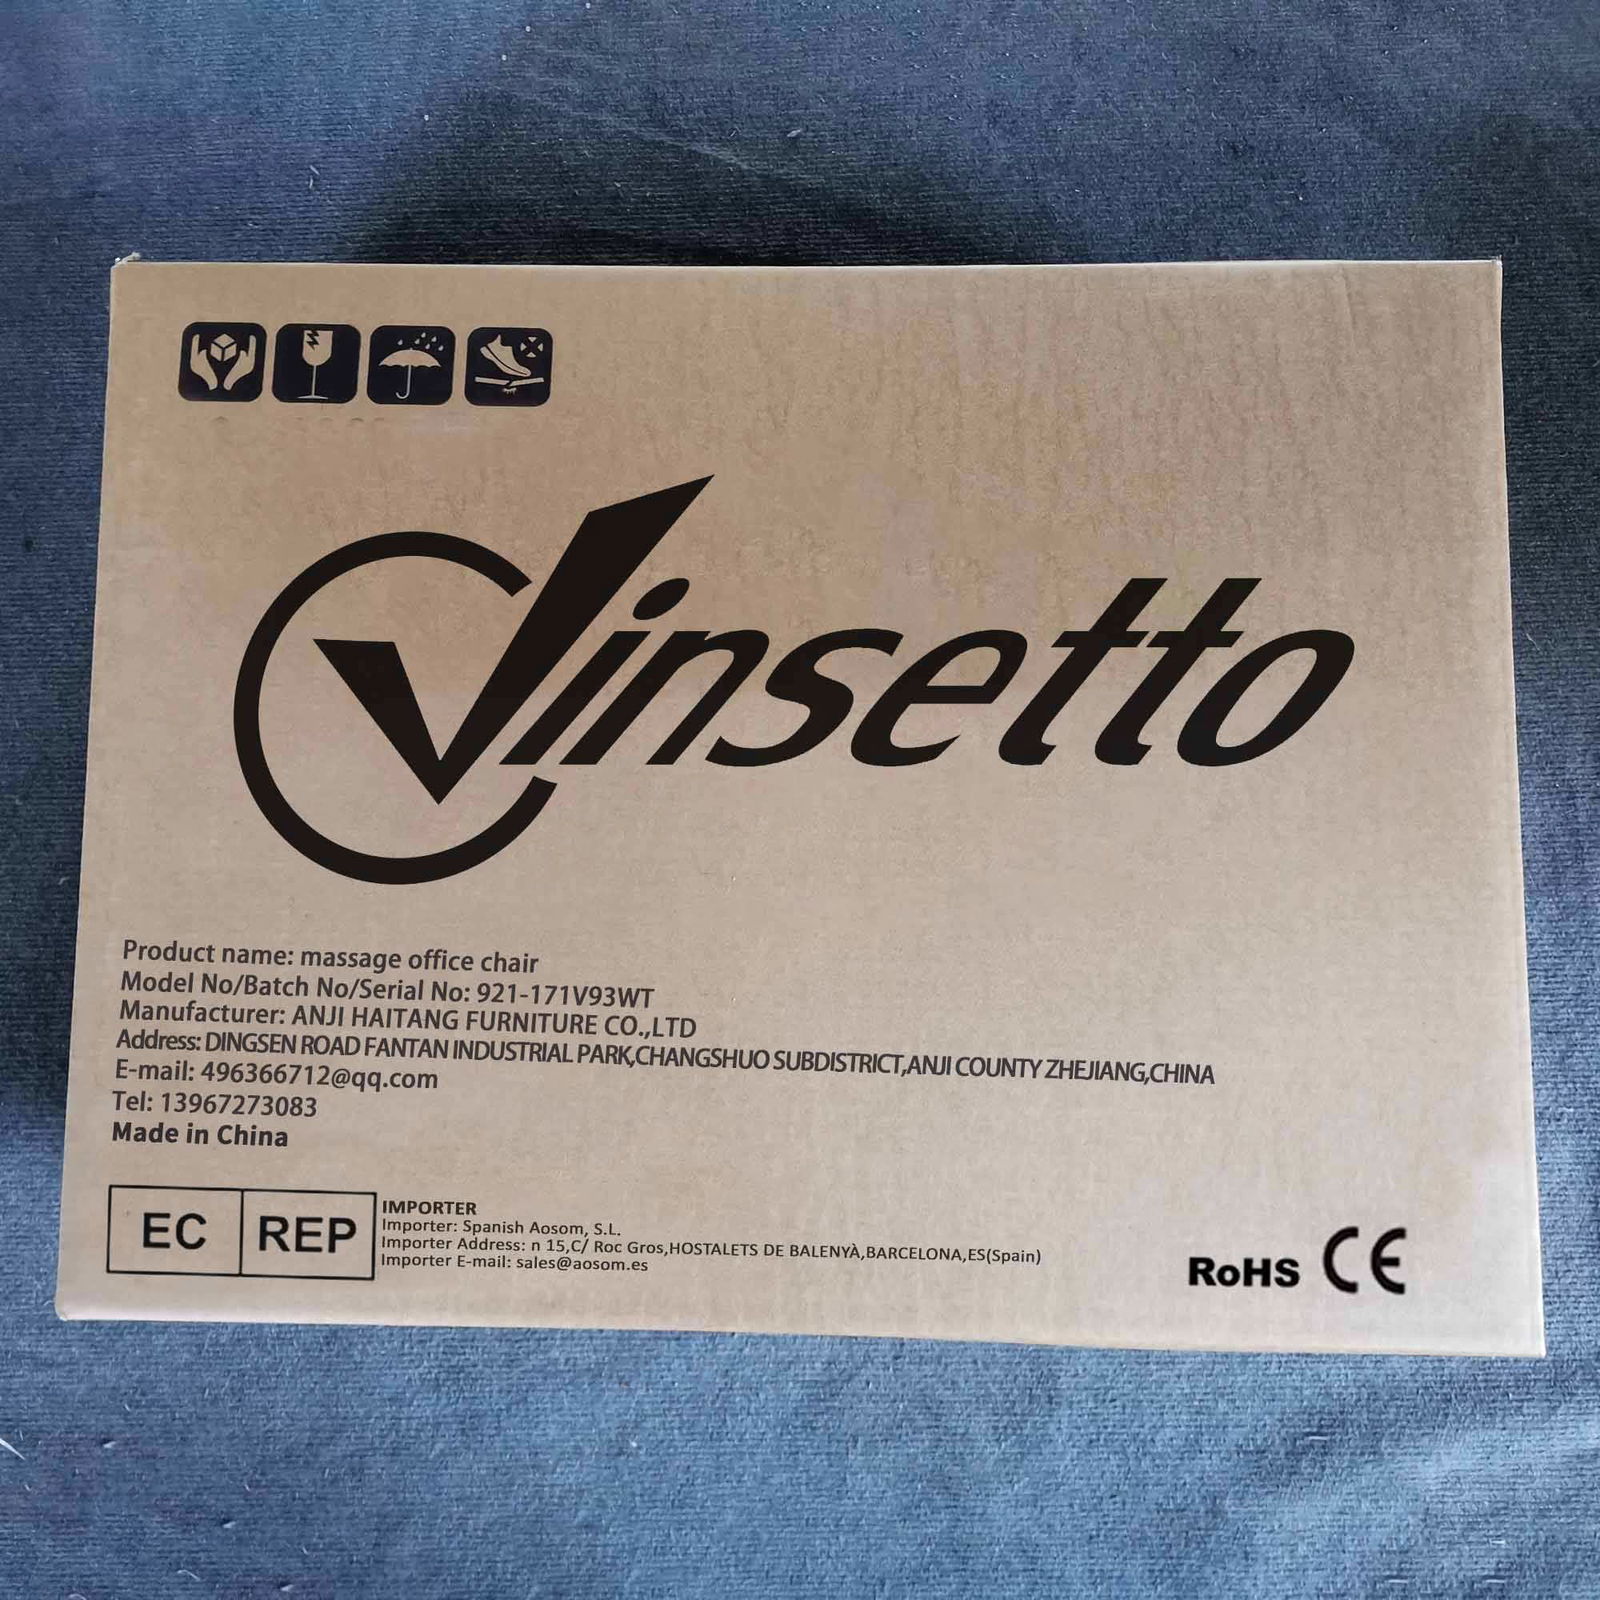 Vinsetto
Product name: massage office chair
Model No/Batch No/Serial No: 921-171V93WT
Manufacturer: ANJI HAITANG FURNITURE CO.,LTD
Address: DINGSEN ROAD FANTAN INDUSTRIAL PARK,CHANGSHUO SUBDISTRICT,ANJI COUNTY ZHEJIANG,CHINA
E-mail: 496366712@qq.com
Tel: 13967273083
Made in China
EC REP
IMPORTER
Importer: Spanish Aosom, S.L.
Importer Address: n 15,C/ Roc Gros,HOSTALETS DE BALENYÀ,BARCELONA,ES(Spain)
Importer E-mail: sales@aosom.es
RoHS CE